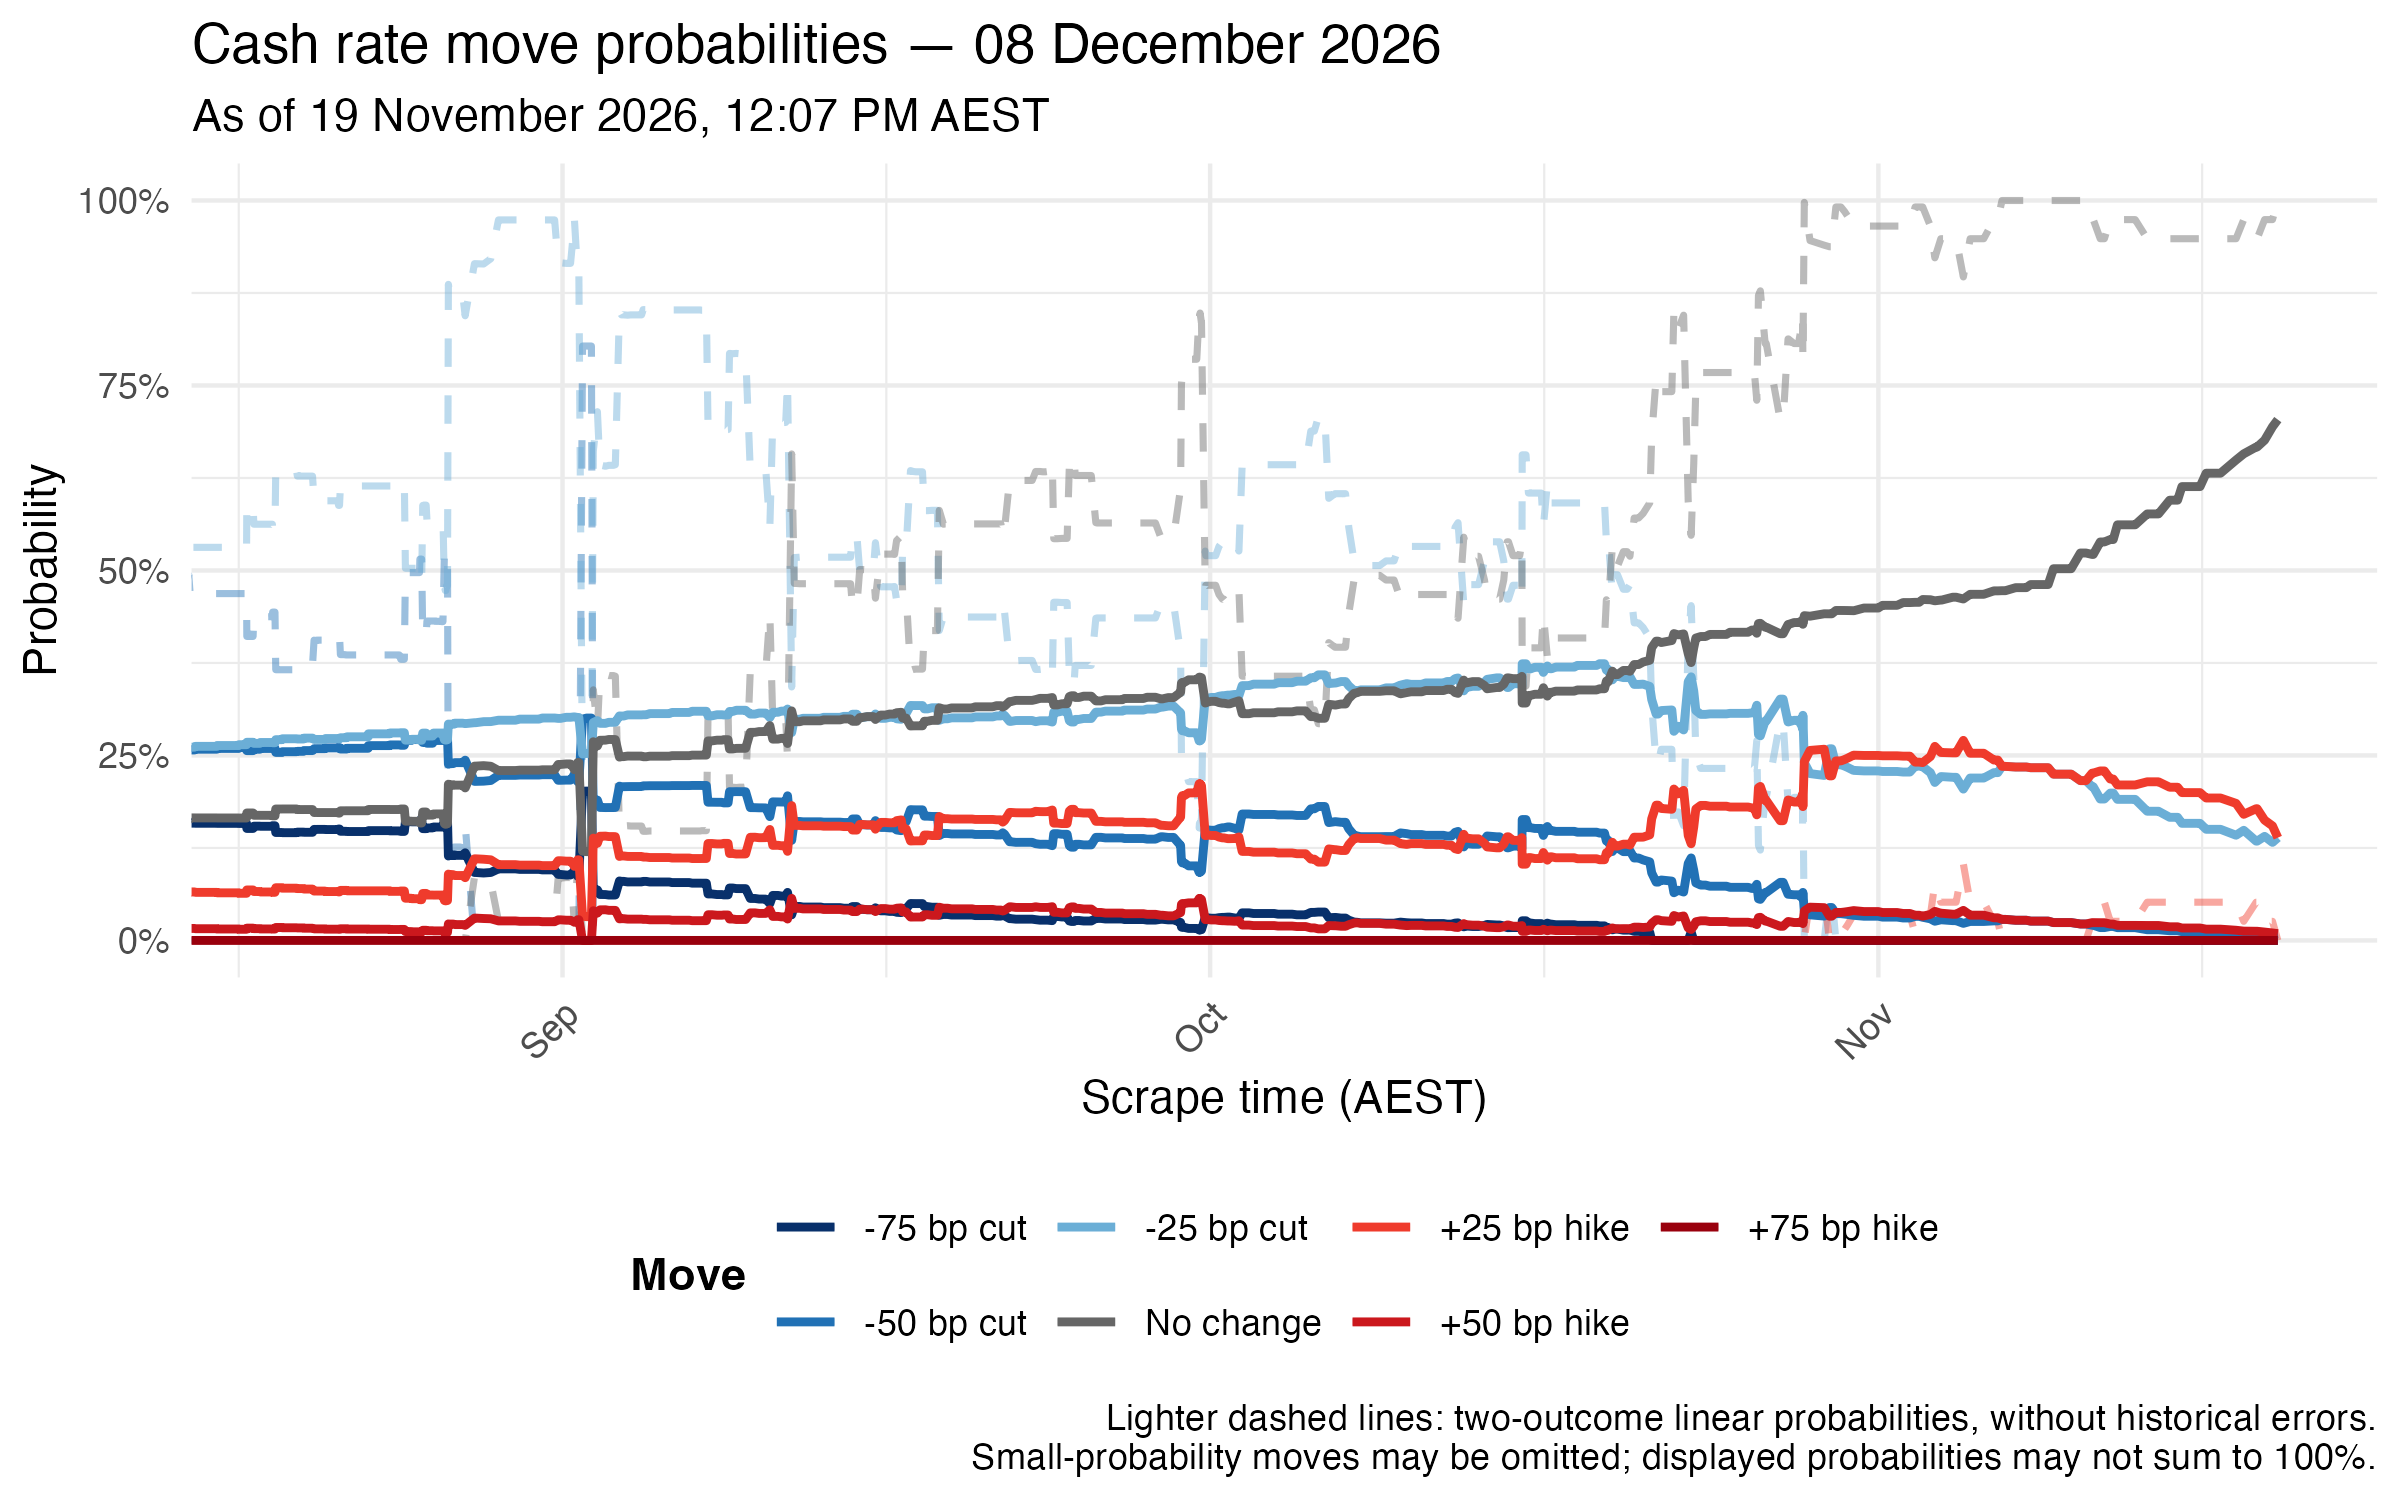 Cash rate move probabilities — 08 December 2026
As of 19 November 2026, 12:07 PM AEST
Probability
100%
75%
50%
25%
0%
Sep
Oct
Nov
Scrape time (AEST)
Move
-75 bp cut
-25 bp cut
+25 bp hike
+75 bp hike
-50 bp cut
No change
+50 bp hike
Lighter dashed lines: two-outcome linear probabilities, without historical errors.
Small-probability moves may be omitted; displayed probabilities may not sum to 100%.